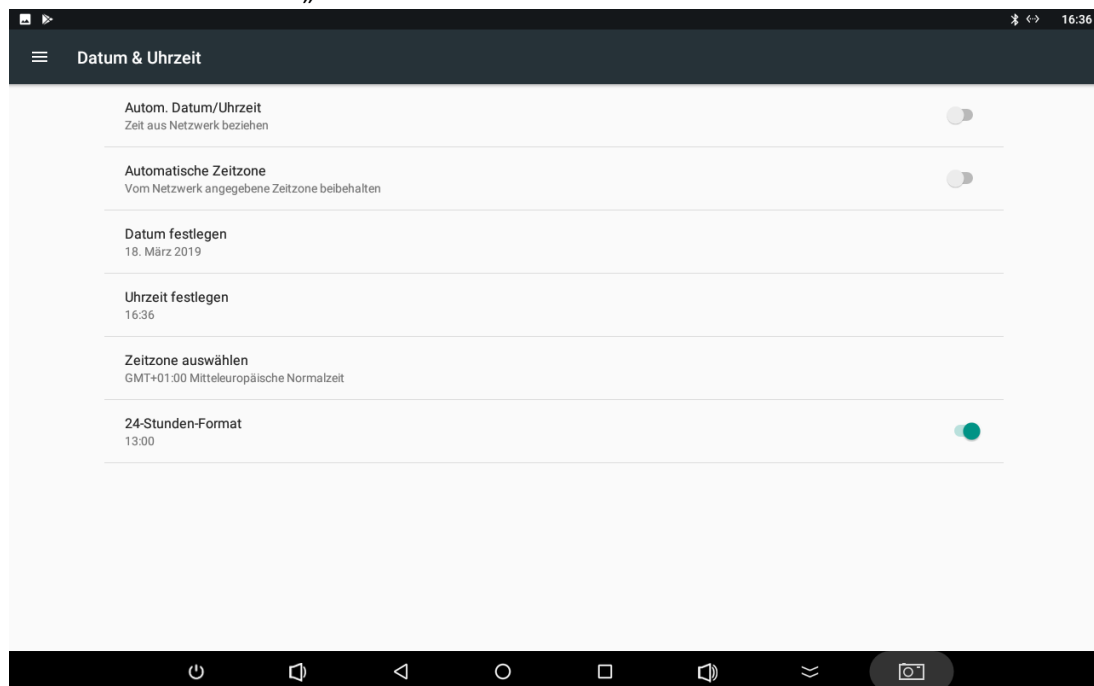 „
16:36
Datum & Uhrzeit
Autom. Datum/Uhrzeit
Zeit aus Netzwerk beziehen
Automatische Zeitzone
Vom Netzwerk angegebene Zeitzone beibehalten
Datum festlegen
18. März 2019
Uhrzeit festlegen
16:36
Zeitzone auswählen
GMT+01:00 Mitteleuropäische Normalzeit
24-Stunden-Format
13:00